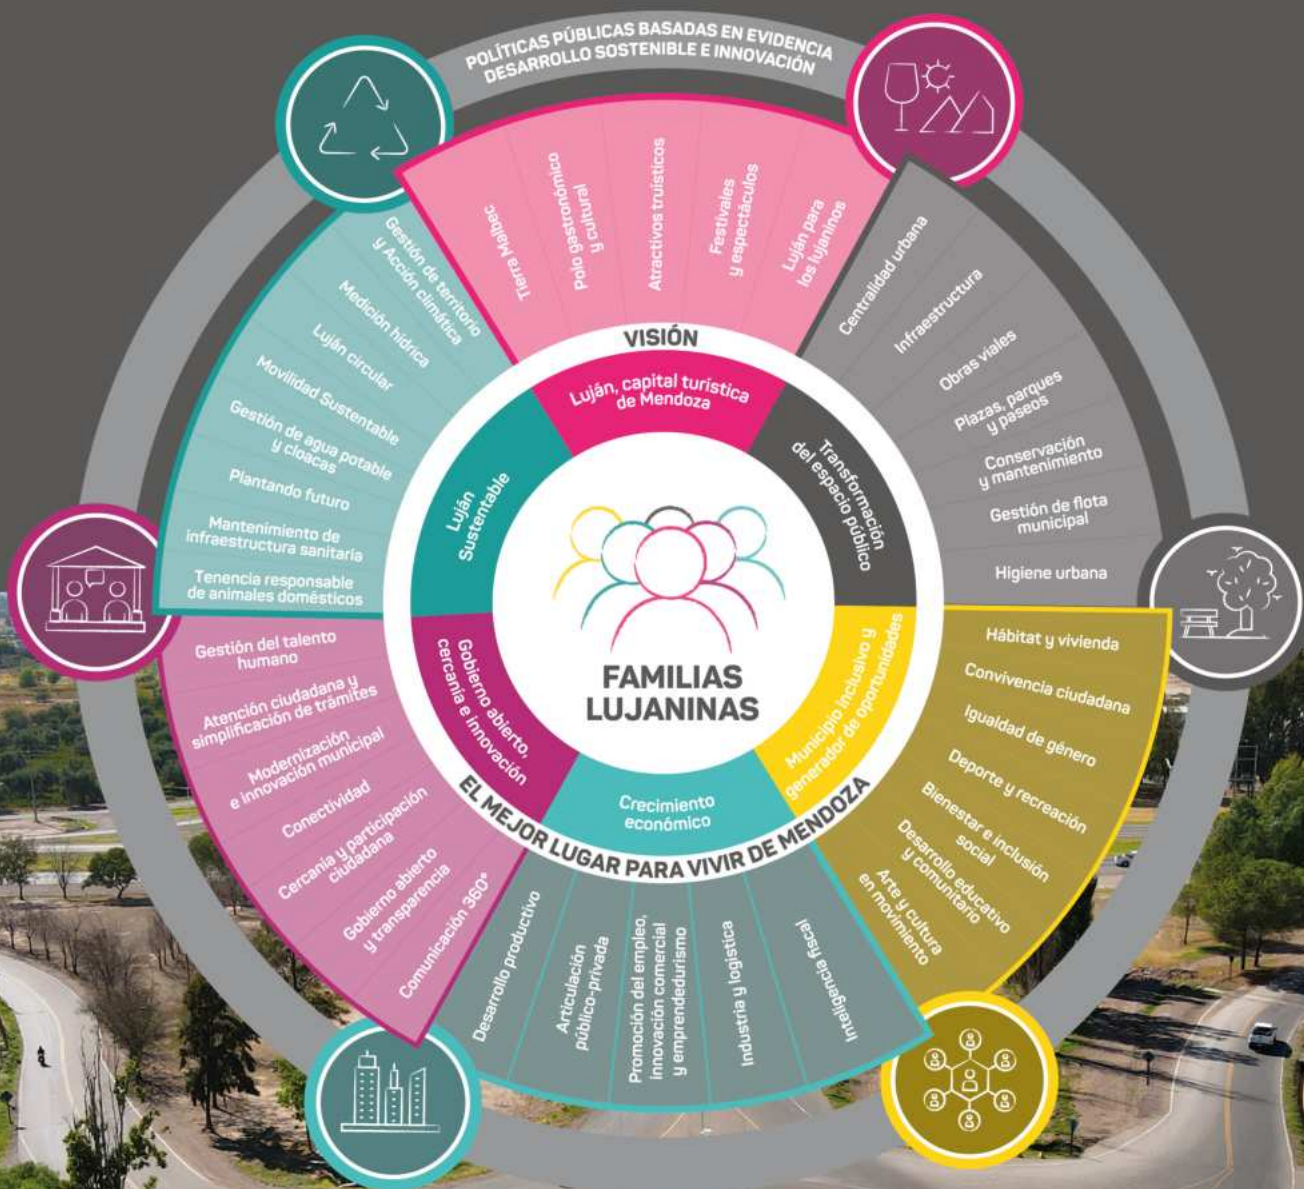 POLÍTICAS PÚBLICAS BASADAS EN EVIDENCIA
DESARROLLO SOSTENIBLE E INNOVACIÓN
VISIÓN
EL MEJOR LUGAR PARA VIVIR DE MENDOZA
FAMILIAS
LUJANINAS
Luján, capital turística
de Mendoza
Tierra Malbec
Polo gastronómico
y cultural
Atractivos truisticos
Festivales
y espectáculos
Luján para
los lujaninos
Transformación
del espacio público
Centralidad urbana
Infraestructura
Obras viales
Plazas, parques
y paseos
Conservación
y mantenimiento
Gestión de flota
municipal
Higiene urbana
Municipio inclusivo y
generador de oportunidades
Hábitat y vivienda
Convivencia ciudadana
Igualdad de género
Deporte y recreación
Bienestar e inclusión
social
Desarrollo educativo
y comunitario
Arte y cultura
en movimiento
Crecimiento
económico
Inteligencia fiscal
Industria y logística
Promoción del empleo,
innovación comercial
y emprendedurismo
Articulación
público-privada
Desarrollo productivo
Gobierno abierto,
cercanía e innovación
Comunicación 360°
Gobierno abierto
y transparencia
Cercanía y participación
ciudadana
Conectividad
Modernización
e innovación municipal
Atención ciudadana y
simplificación de trámites
Gestión del talento
humano
Luján
Sustentable
Tenencia responsable
de animales domésticos
Mantenimiento de
infraestructura sanitaria
Plantando futuro
Gestión de agua potable
y cloacas
Movilidad Sustentable
Luján circular
Medición hídrica
Gestión de territorio
y Acción climática